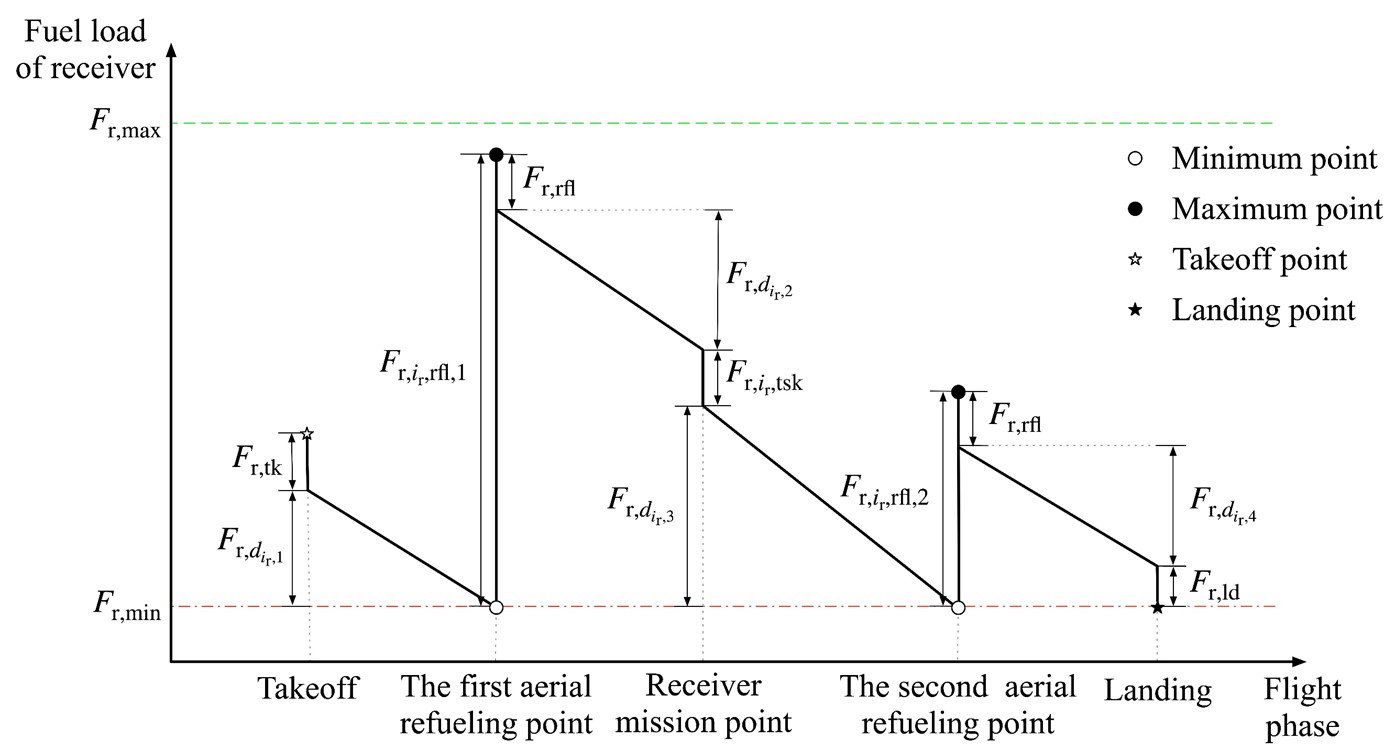 Fuel load
of receiver
F_{r,max}
F_{r,rfl}
Minimum point
Maximum point
Takeoff point
Landing point
F_{r,d_{i_r,2}}
F_{r,i_r,rfl,1}
F_{r,i_r,tsk}
F_{r,rfl}
F_{r,tk}
F_{r,i_r,rfl,2}
F_{r,d_{i_r,3}}
F_{r,d_{i_r,4}}
F_{r,d_{i_r,1}}
F_{r,ld}
F_{r,min}
Takeoff
The first aerial
refueling point
Receiver
mission point
The second aerial
refueling point
Landing
Flight
phase